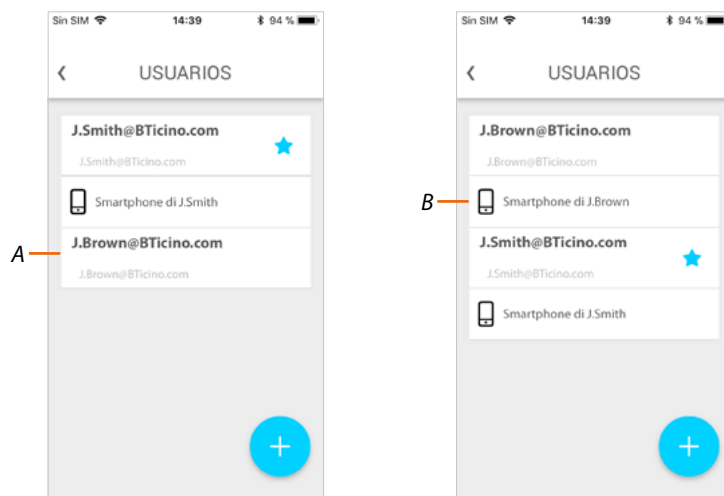 Sin SIM 14:39 94 %
USUARIOS
J.Smith@BTicino.com
J.Smith@BTicino.com
Smartphone di J.Smith
A
J.Brown@BTicino.com
J.Brown@BTicino.com
+
Sin SIM 14:39 94 %
USUARIOS
J.Brown@BTicino.com
J.Brown@BTicino.com
B
Smartphone di J.Brown
J.Smith@BTicino.com
J.Smith@BTicino.com
Smartphone di J.Smith
+